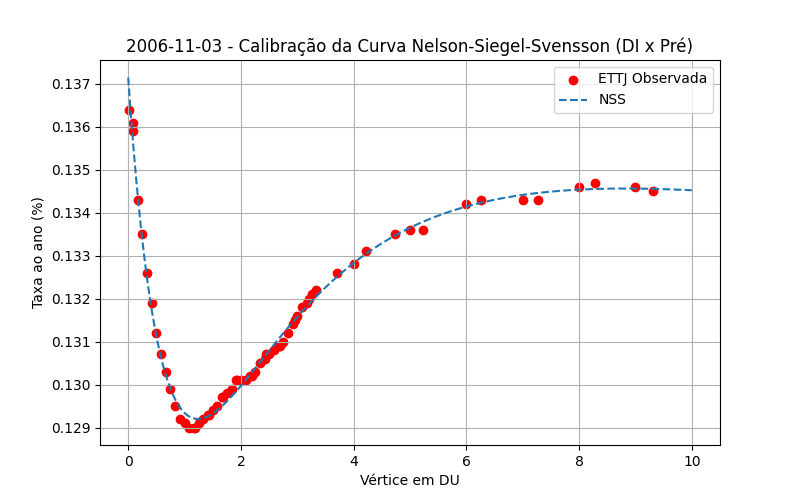 2006-11-03 - Calibração da Curva Nelson-Siegel-Svensson (DI x Pré)
ETTJ Observada
NSS
Taxa ao ano (%)
0.137
0.136
0.135
0.134
0.133
0.132
0.131
0.130
0.129
0 2 4 6 8 10
Vértice em DU